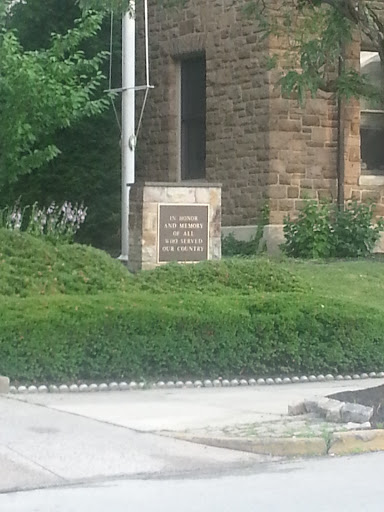 IN HONOR
AND MEMORY
OF ALL
WHO SERVED
OUR COUNTRY